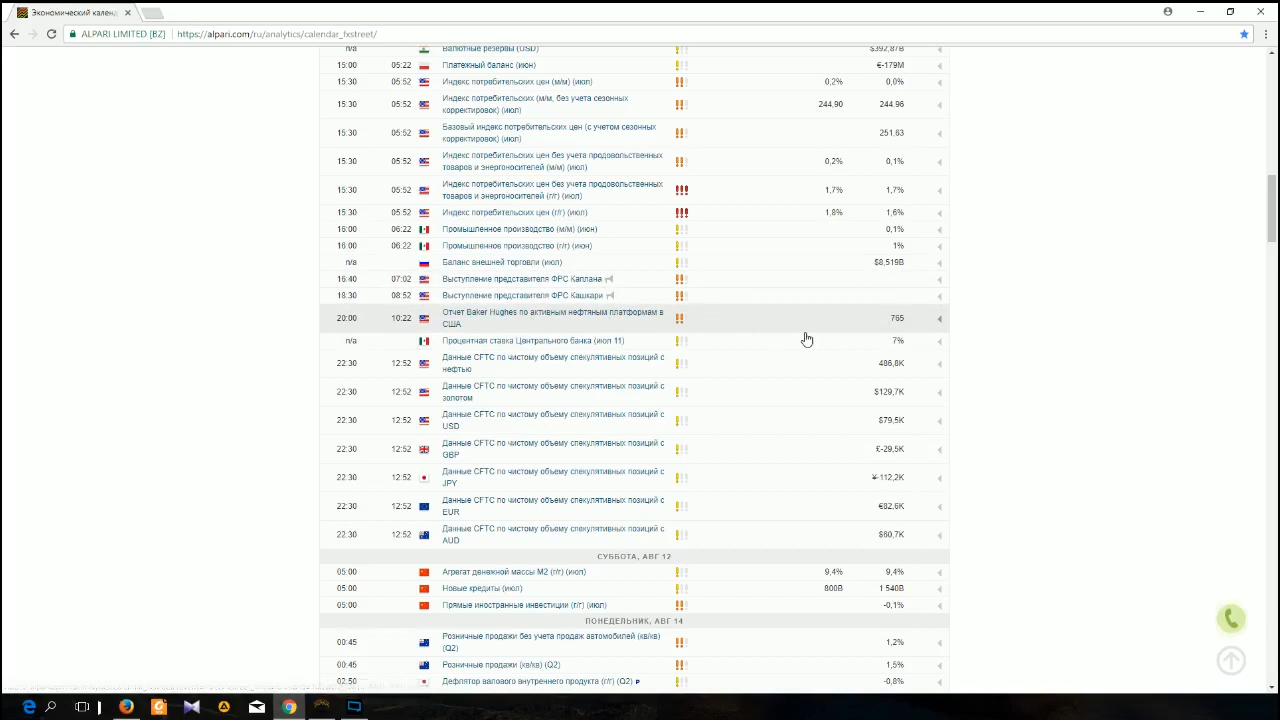 Экономический календ
ALPARI LIMITED [BZ] https://alpari.com/ru/analytics/calendar_fxstreet/
n/a Валютные резервы (USD) $392,87B
15:00 05:22 Платежный баланс (июн) €-179M
15:30 05:52 Индекс потребительских цен (м/м) (июл) 0,2% 0,0%
15:30 05:52 Индекс потребительских (м/м, без учета сезонных 244,90 244,96
корректировок) (июл)
15:30 05:52 Базовый индекс потребительских цен (с учетом сезонных 251,63
корректировок) (июл)
15:30 05:52 Индекс потребительских цен без учета продовольственных 0,2% 0,1%
товаров и энергоносителей (м/м) (июл)
15:30 05:52 Индекс потребительских цен без учета продовольственных 1,7% 1,7%
товаров и энергоносителей (г/г) (июл)
15:30 05:52 Индекс потребительских цен (г/г) (июл) 1,8% 1,6%
16:00 06:22 Промышленное производство (м/м) (июн) 0,1%
16:00 06:22 Промышленное производство (г/г) (июн) 1%
n/a Баланс внешней торговли (июл) $8,519B
16:40 07:02 Выступление представителя ФРС Каплана
18:30 08:52 Выступление представителя ФРС Кашкари
20:00 10:22 Отчет Baker Hughes по активным нефтяным платформам в 765
США
n/a Процентная ставка Центрального банка (июл 11) 7%
22:30 12:52 Данные CFTC по чистому объему спекулятивных позиций с 486,8K
нефтью
22:30 12:52 Данные CFTC по чистому объему спекулятивных позиций с $129,7K
золотом
22:30 12:52 Данные CFTC по чистому объему спекулятивных позиций с $79,5K
USD
22:30 12:52 Данные CFTC по чистому объему спекулятивных позиций с £-29,5K
GBP
22:30 12:52 Данные CFTC по чистому объему спекулятивных позиций с ¥-112,2K
JPY
22:30 12:52 Данные CFTC по чистому объему спекулятивных позиций с €82,6K
EUR
22:30 12:52 Данные CFTC по чистому объему спекулятивных позиций с $60,7K
AUD
СУББОТА, АВГ 12
05:00 Агрегат денежной массы М2 (г/г) (июл) 9,4% 9,4%
05:00 Новые кредиты (июл) 800B 1 540B
05:00 Прямые иностранные инвестиции (г/г) (июл) -0,1%
ПОНЕДЕЛЬНИК, АВГ 14
00:45 Розничные продажи без учета продаж автомобилей (кв/кв) 1,2%
(Q2)
00:45 Розничные продажи (кв/кв) (Q2) 1,5%
02:50 Дефлятор валового внутреннего продукта (г/г) (Q2) P -0,8%